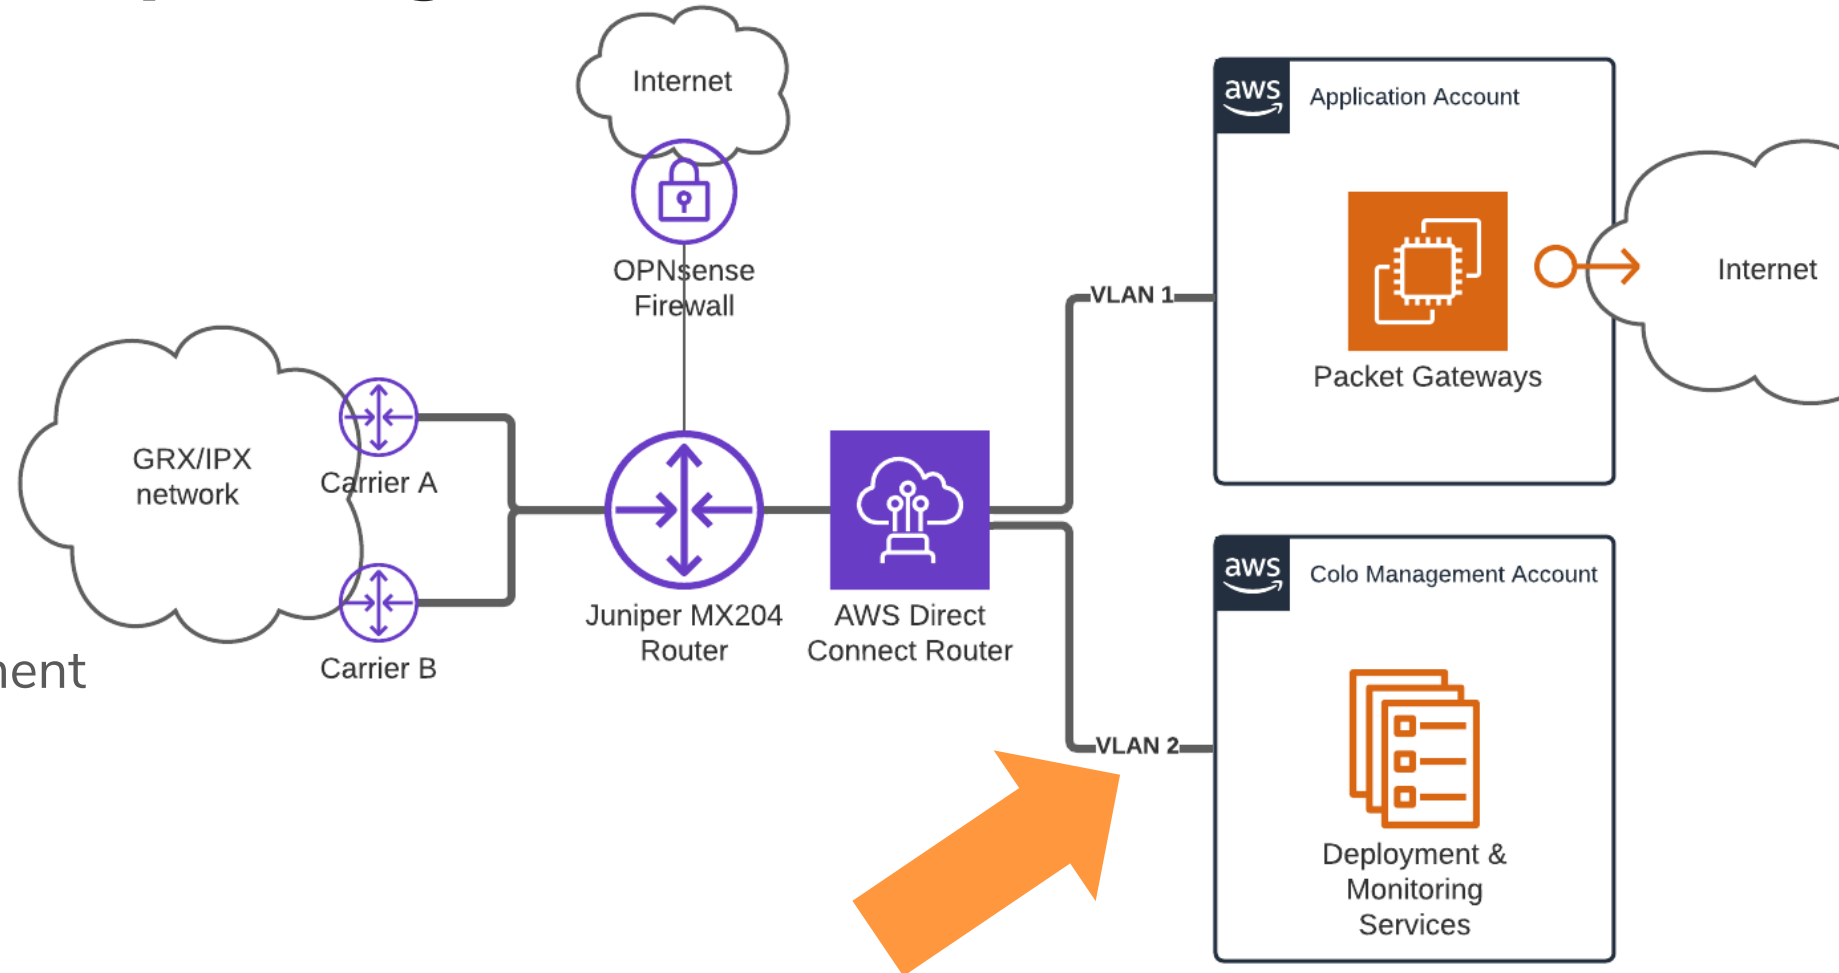 Internet
OPNsense
Firewall
GRX/IPX
network
Carrier A
Carrier B
Juniper MX204
Router
AWS Direct
Connect Router
VLAN 1
VLAN 2
aws
Application Account
Packet Gateways
Internet
aws
Colo Management Account
Deployment &
Monitoring
Services